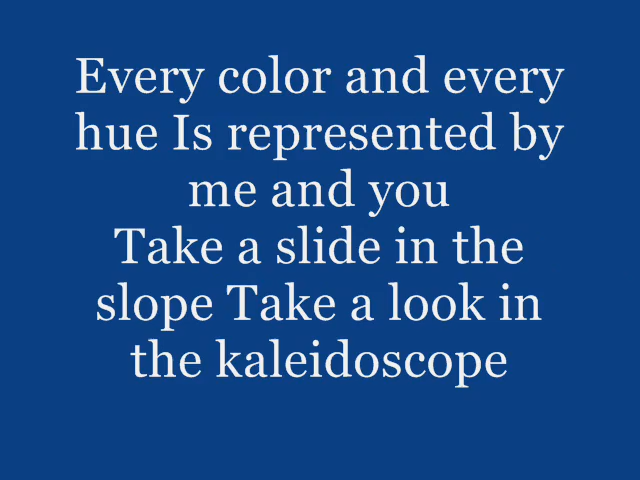 Every color and every
hue Is represented by
me and you
Take a slide in the
slope Take a look in
the kaleidoscope